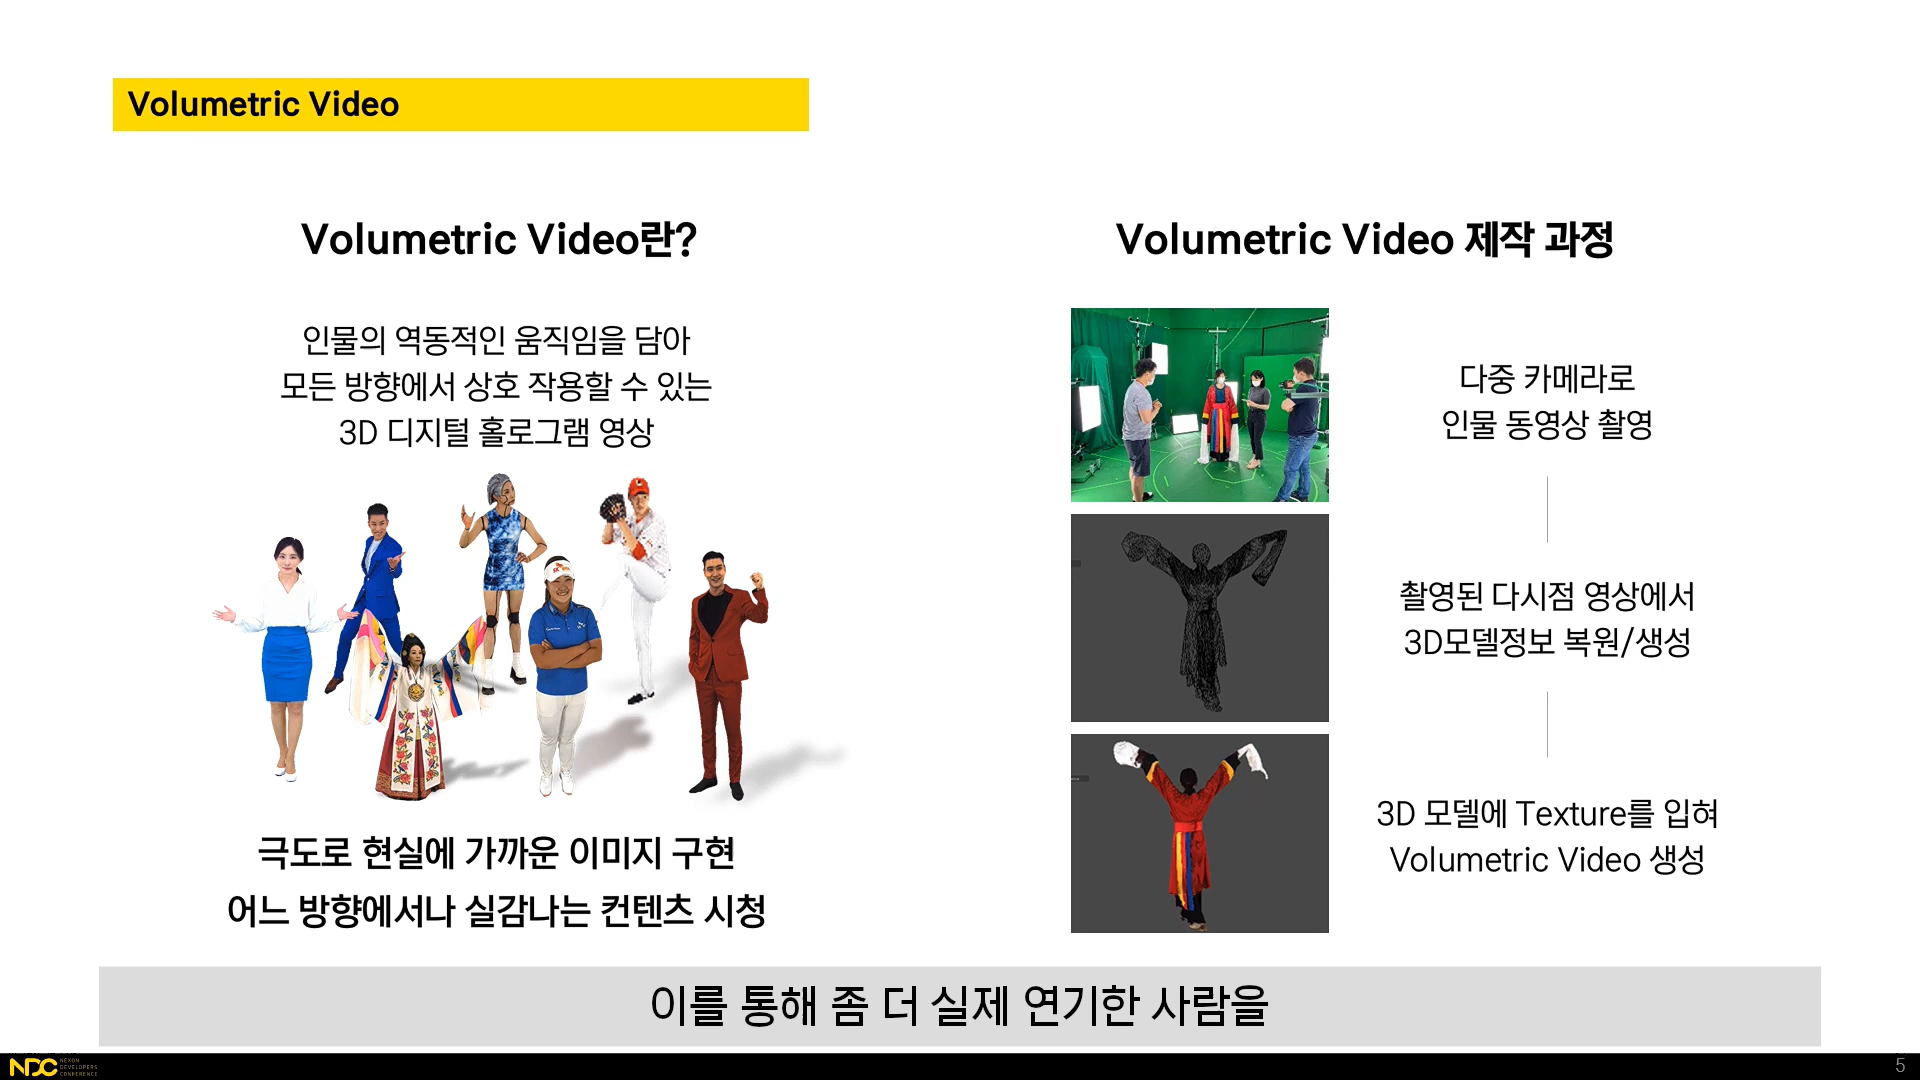 Volumetric Video
Volumetric Video란?
인물의 역동적인 움직임을 담아
모든 방향에서 상호 작용할 수 있는
3D 디지털 홀로그램 영상
극도로 현실에 가까운 이미지 구현
어느 방향에서나 실감나는 컨텐츠 시청
Volumetric Video 제작 과정
다중 카메라로
인물 동영상 촬영
촬영된 다시점 영상에서
3D모델정보 복원/생성
3D 모델에 Texture를 입혀
Volumetric Video 생성
이를 통해 좀 더 실제 연기한 사람을
NDC
NEXON
DEVELOPERS
CONFERENCE
5